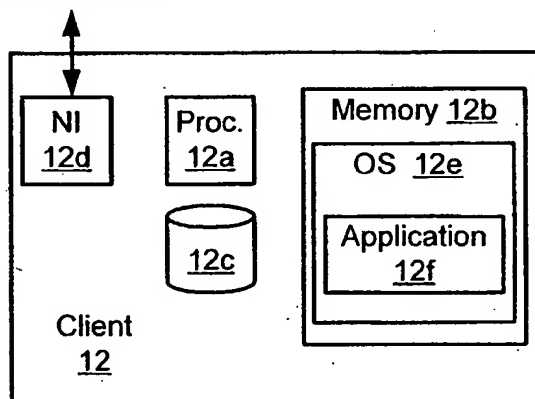 NI
12d
Proc.
12a
12c
Memory 12b
OS 12e
Application
12f
Client
12